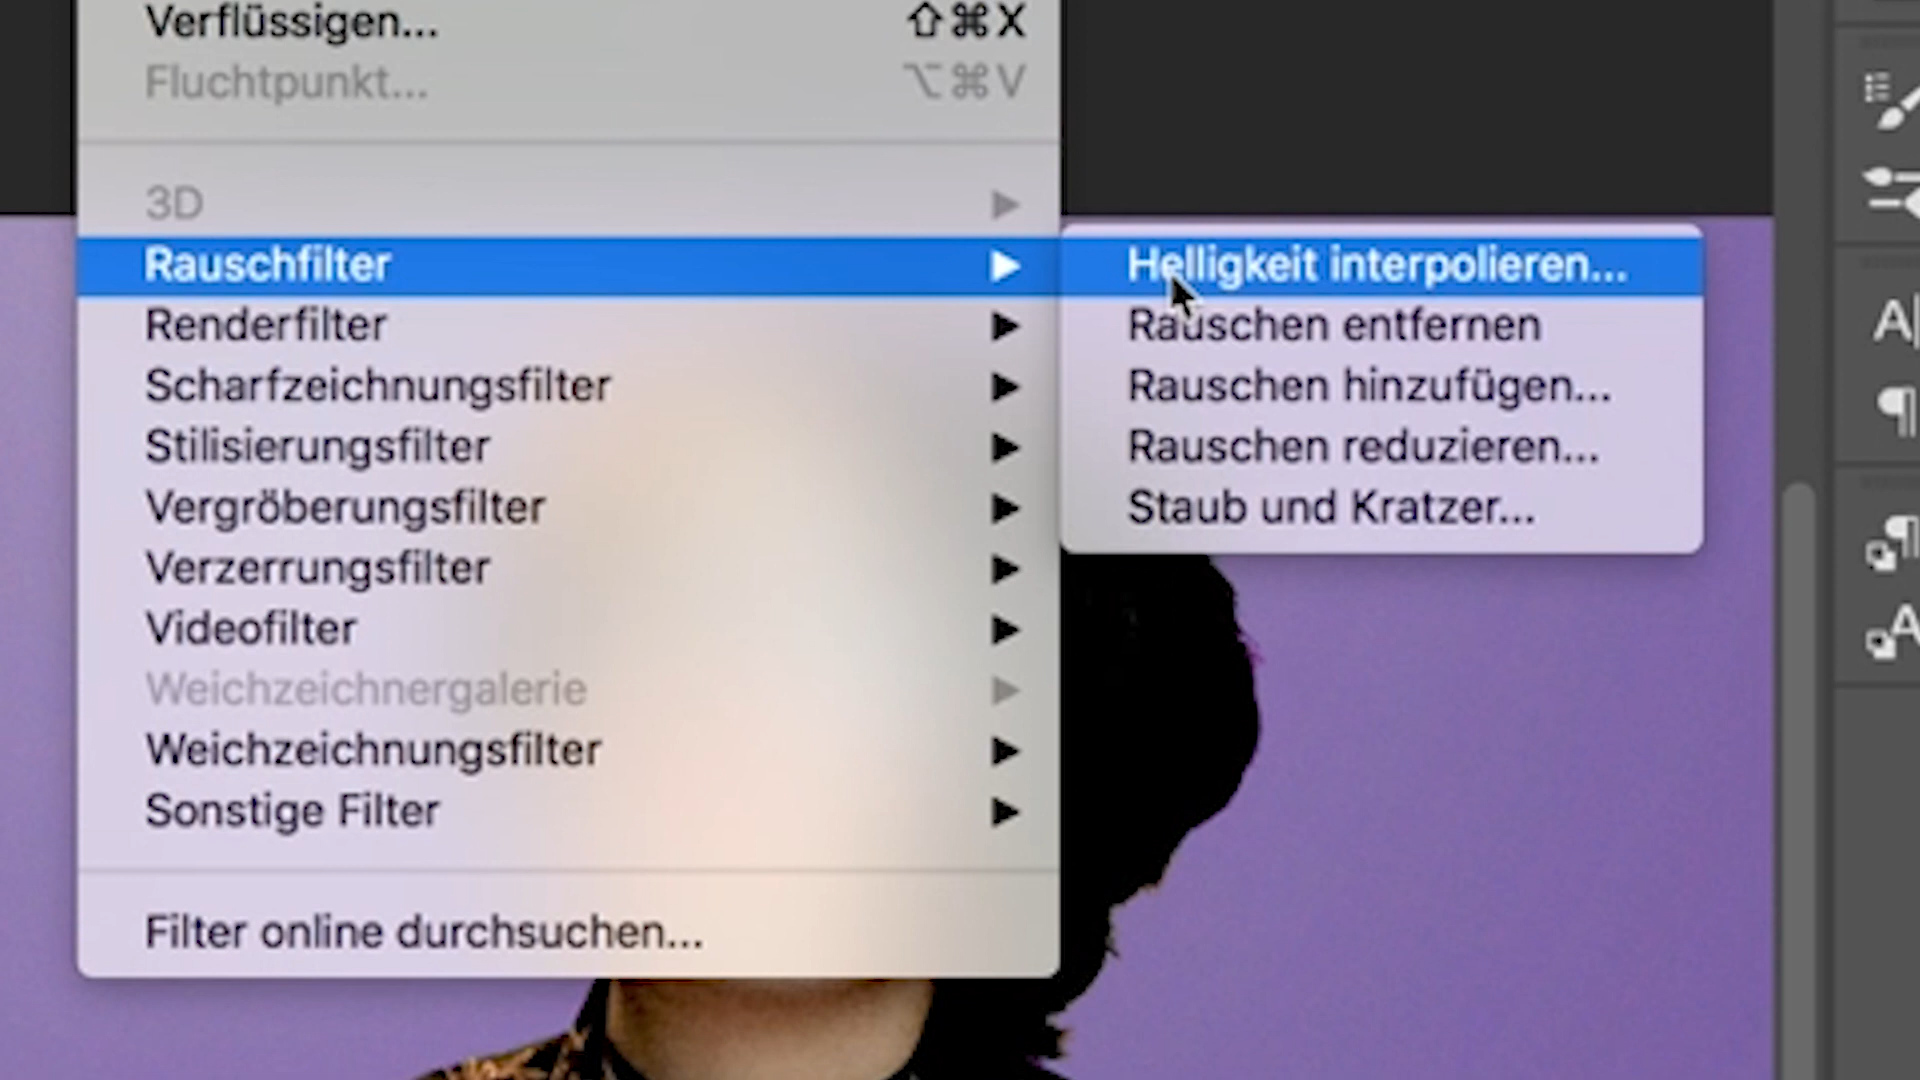 Verflüssigen... ⇧⌘X
Fluchtpunkt... ⌥⌘V
3D
Rauschfilter
Renderfilter
Scharfzeichnungsfilter
Stilisierungsfilter
Vergröberungsfilter
Verzerrungsfilter
Videofilter
Weichzeichnergalerie
Weichzeichnungsfilter
Sonstige Filter
Filter online durchsuchen...
Helligkeit interpolieren...
Rauschen entfernen
Rauschen hinzufügen...
Rauschen reduzieren...
Staub und Kratzer...
A
¶
¶
A